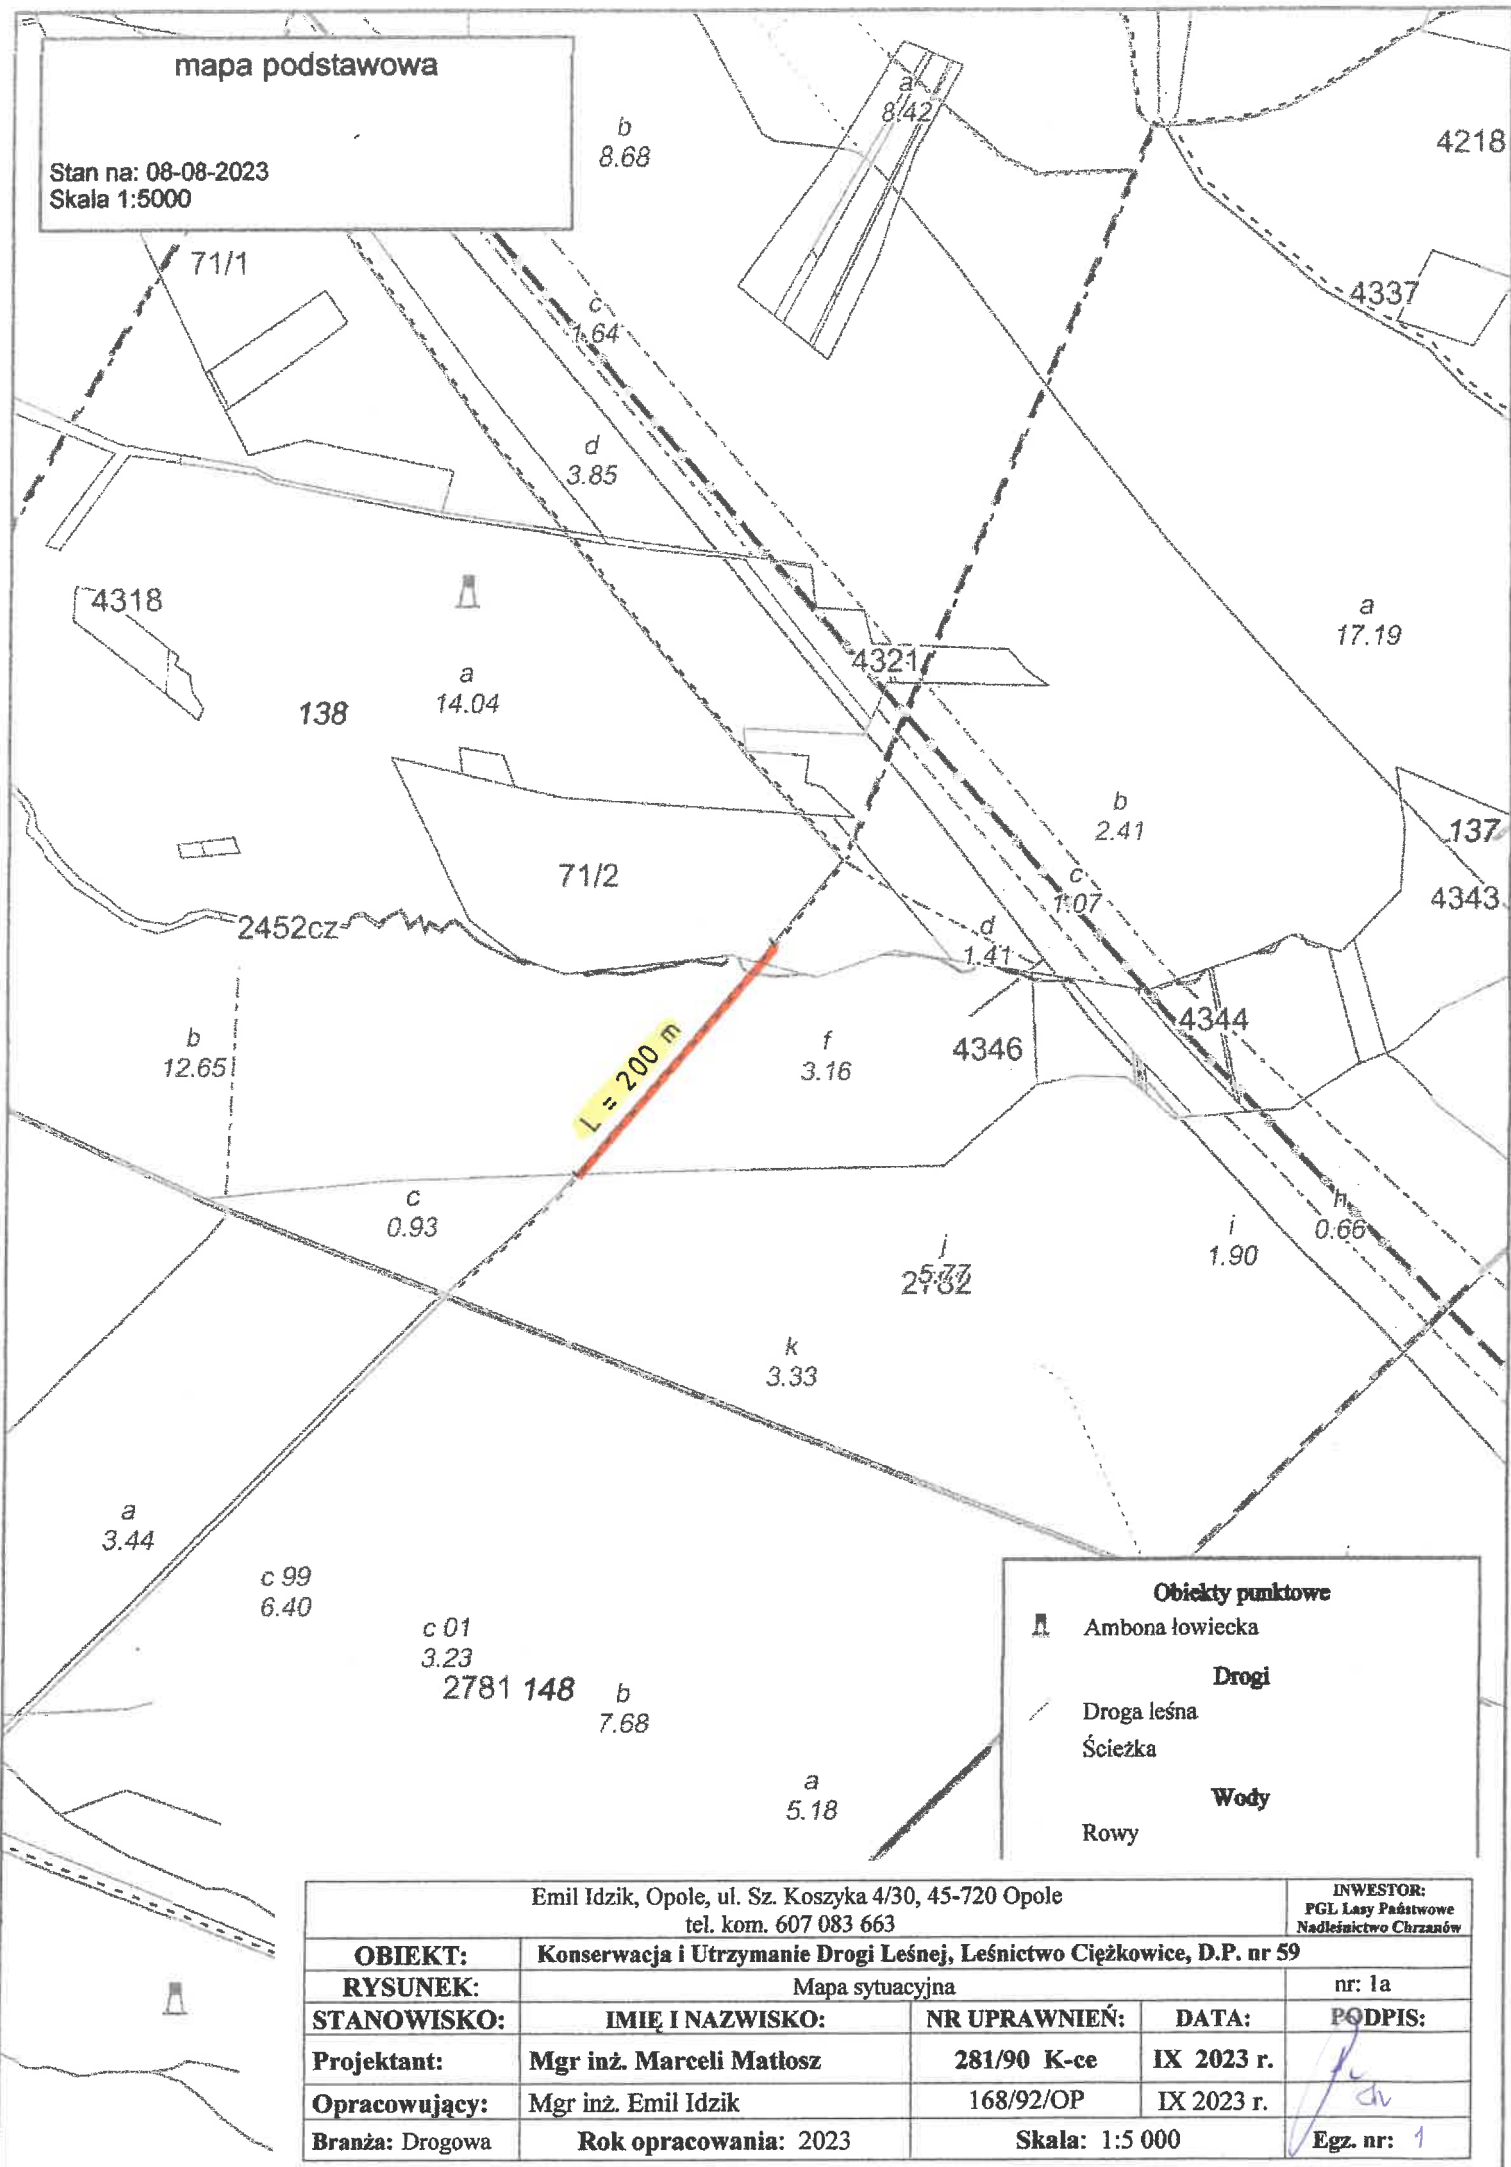 mapa podstawowa
Stan na: 08-08-2023
Skala 1:5000
b
8.68
a
8.42
4218
71/1
c
1.64
4337
d
3.85
4318
a
17.19
4321
a
14.04
138
b
2.41
137
71/2
c
1.07
4343
2452cz
d
1.41
4344
b
12.65
L = 200 m
f
3.16
4346
c
0.93
h
0.66
i
1.90
j
5.77
2782
k
3.33
a
3.44
c 99
6.40
c 01
3.23
2781 148
b
7.68
a
5.18
Obiekty punktowe
Ambona łowiecka
Drogi
Droga leśna
Ścieżka
Wody
Rowy
Emil Idzik, Opole, ul. Sz. Koszyka 4/30, 45-720 Opole
tel. kom. 607 083 663
INWESTOR:
PGL Lasy Państwowe
Nadleśnictwo Chrzanów
OBIEKT: Konserwacja i Utrzymanie Drogi Leśnej, Leśnictwo Ciężkowice, D.P. nr 59
RYSUNEK: Mapa sytuacyjna nr: 1a
STANOWISKO: IMIĘ I NAZWISKO: NR UPRAWNIEŃ: DATA: PODPIS:
Projektant: Mgr inż. Marceli Matłosz 281/90 K-ce IX 2023 r.
Opracowujący: Mgr inż. Emil Idzik 168/92/OP IX 2023 r.
Branża: Drogowa Rok opracowania: 2023 Skala: 1:5 000 Egz. nr: 1